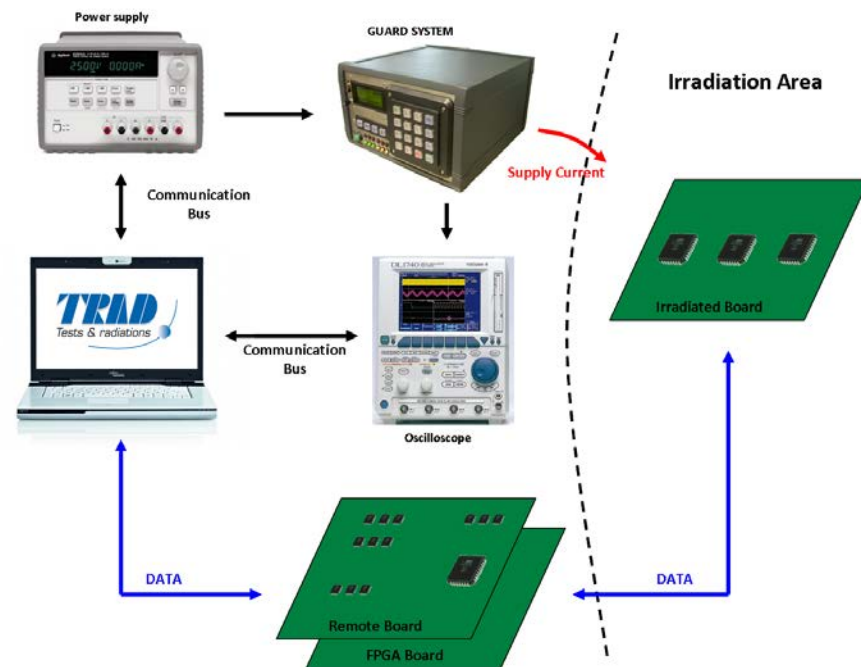 Power supply
GUARD SYSTEM
Irradiation Area
Supply Current
Communication
Bus
TRAD
Tests & radiations
Communication
Bus
Irradiated Board
Oscilloscope
DATA
DATA
Remote Board
FPGA Board